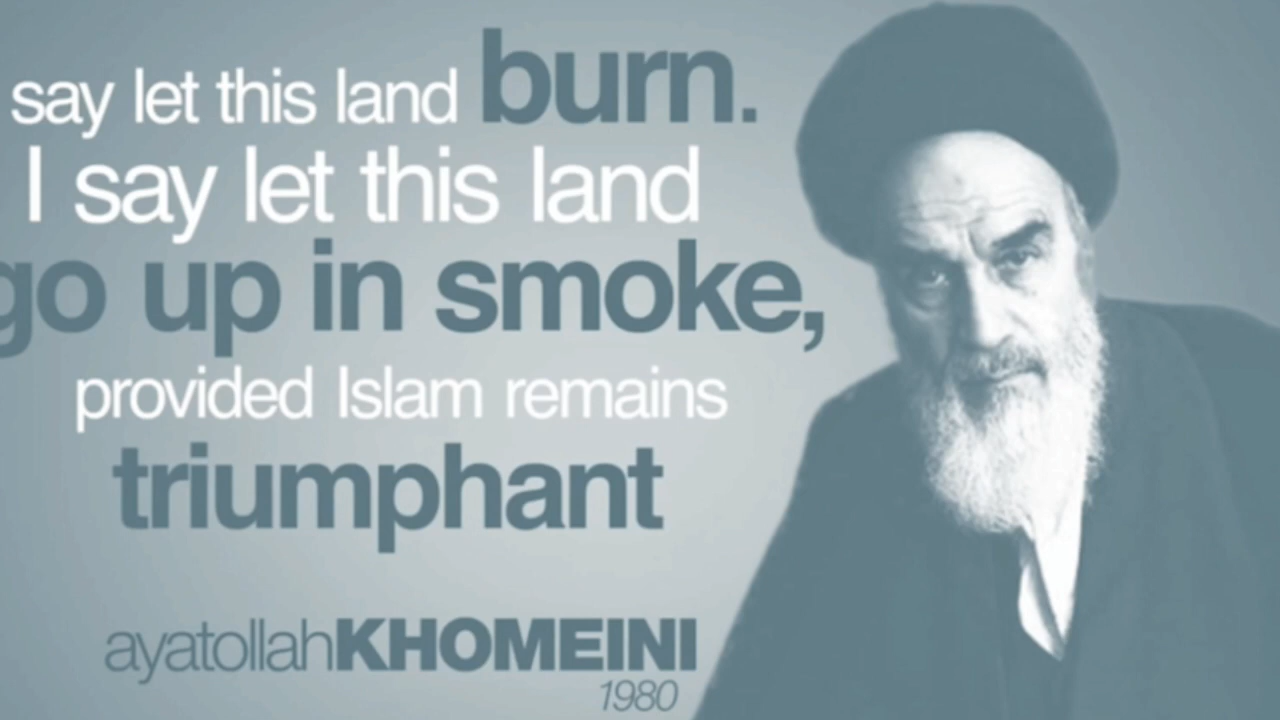 say let this land burn.
I say let this land
go up in smoke,
provided Islam remains
triumphant
ayatollahKHOMEINI
1980